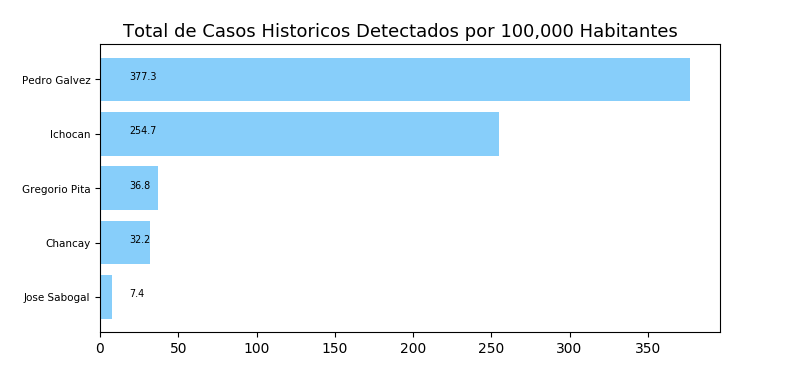 Total de Casos Historicos Detectados por 100,000 Habitantes
Pedro Galvez 377.3
Ichocan 254.7
Gregorio Pita 36.8
Chancay 32.2
Jose Sabogal 7.4
0 50 100 150 200 250 300 350